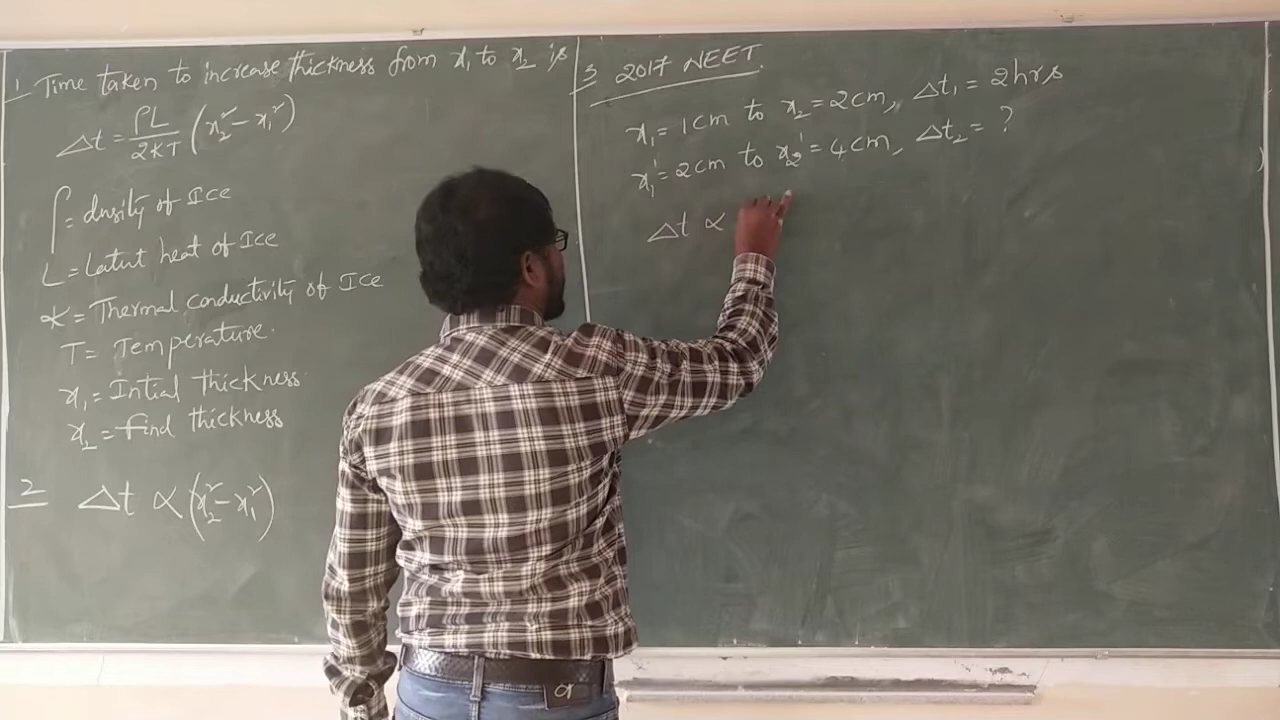 1 Time taken to increase thickness from x₁ to x₂ is
Δt = ρL/2KT (x₂² − x₁²)
ρ = density of Ice
L = Latent heat of Ice
K = Thermal conductivity of Ice
T = Temperature.
x₁ = Intial thickness
x₂ = find thickness
2 Δt ∝ (x₂² − x₁²)
3 2017 NEET.
x₁ = 1cm to x₂ = 2cm, Δt₁ = 2hrs
x₁' = 2cm to x₂' = 4cm, Δt₂ = ?
Δt ∝